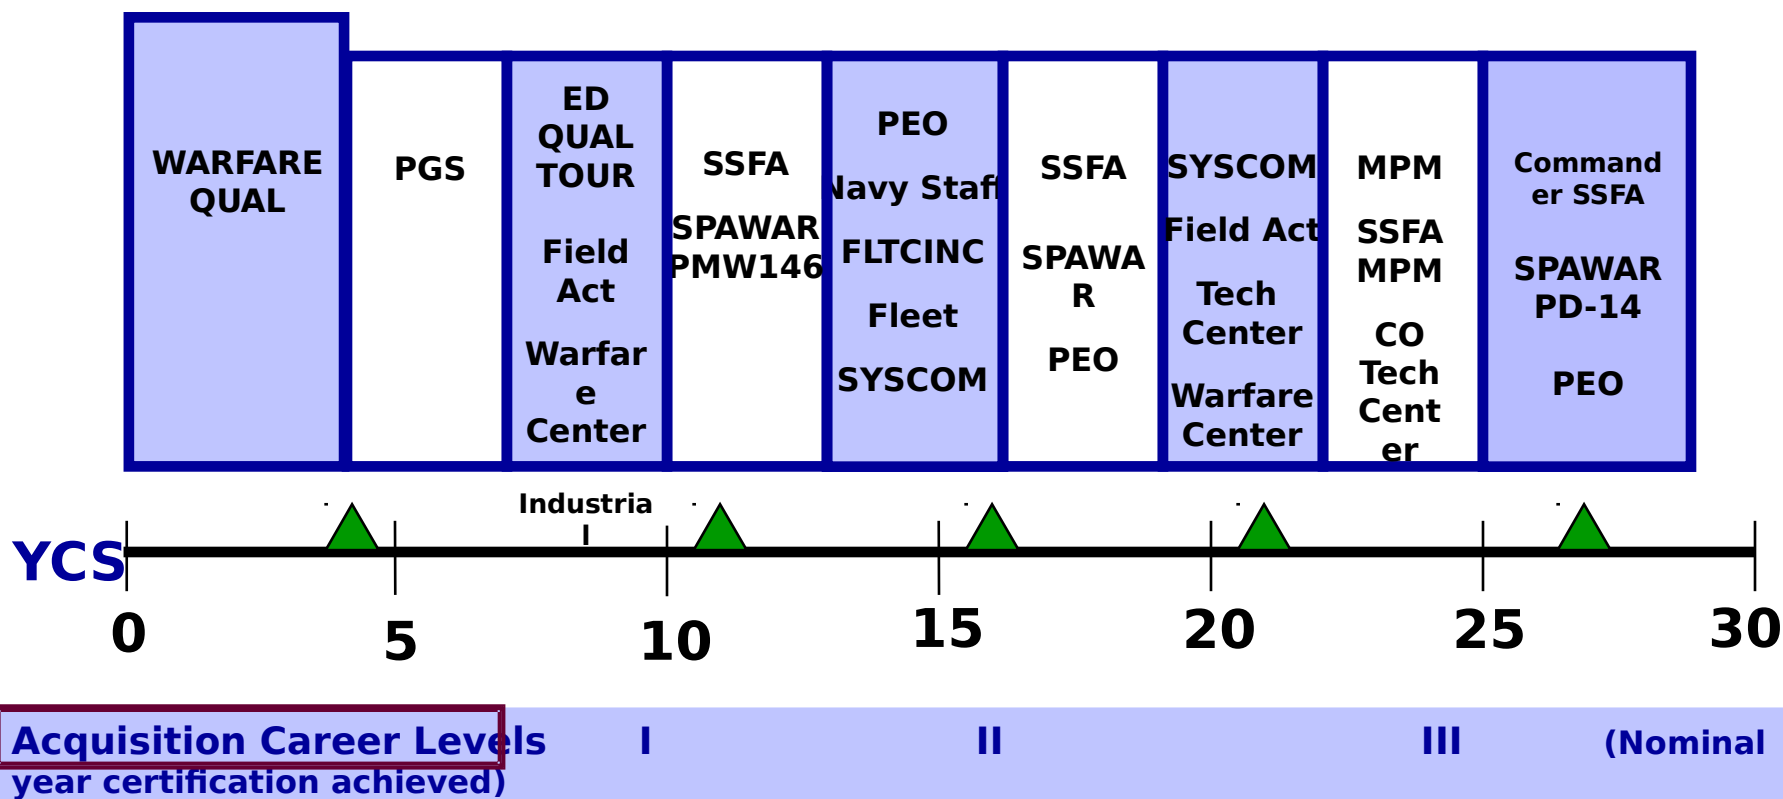 WARFARE
QUAL
PGS
ED
QUAL
TOUR
Field
Act
Warfar
e
Center
SSFA
SPAWAR
PMW146
PEO
Navy Staff
FLTCINC
Fleet
SYSCOM
SSFA
SPAWA
R
PEO
SYSCOM
Field Act
Tech
Center
Warfare
Center
MPM
SSFA
MPM
CO
Tech
Cent
er
Command
er SSFA
SPAWAR
PD-14
PEO
Industria
l
YCS
0
5
10
15
20
25
30
Acquisition Career Levels I II III (Nominal
year certification achieved)